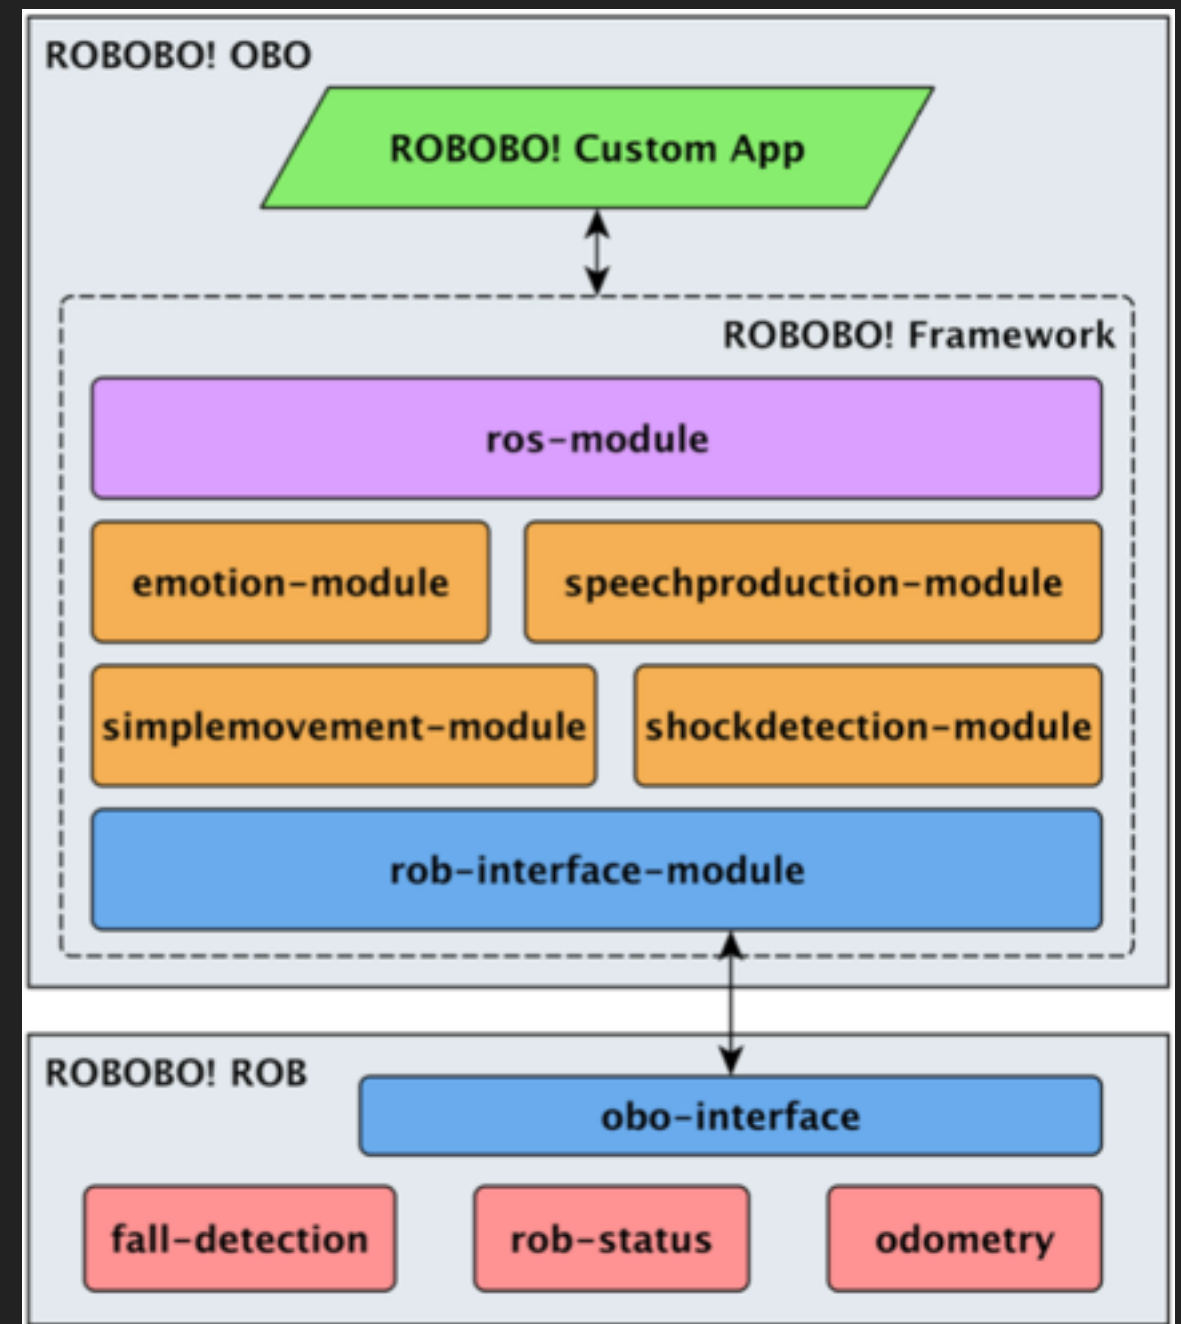 ROBOBO! OBO
ROBOBO! Custom App
ROBOBO! Framework
ros-module
emotion-module
speechproduction-module
simplemovement-module
shockdetection-module
rob-interface-module
ROBOBO! ROB
obo-interface
fall-detection
rob-status
odometry